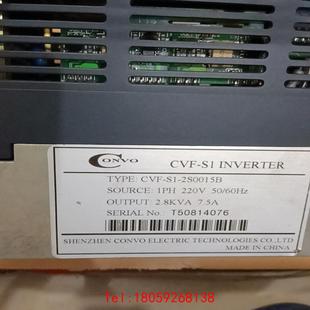 CONVO CVF-S1 INVERTER
TYPE: CVF-S1-2S0015B
SOURCE: 1PH 220V 50/60Hz
OUTPUT: 2.8KVA 7.5A
SERIAL No. T50814076
SHENZHEN CONVO ELECTRIC TECHNOLOGIES CO.,LTD
MADE IN CHINA
Tel:18059268138